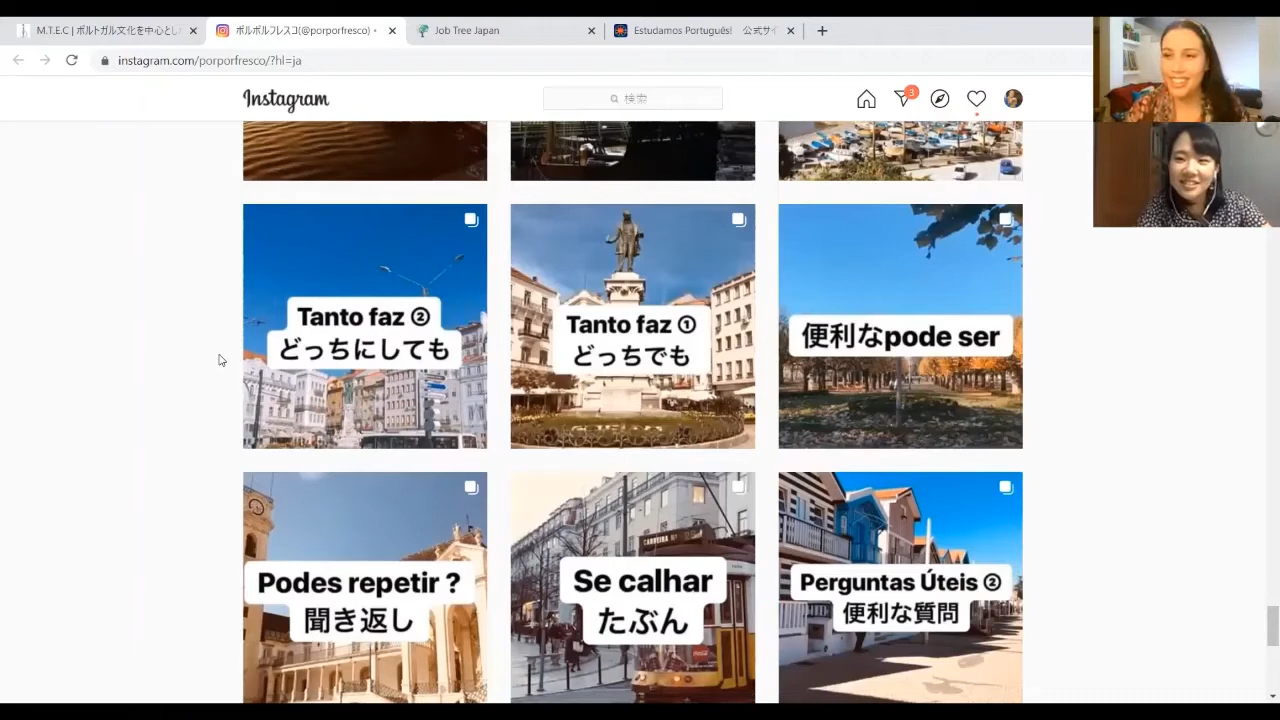 M.T.E.C | ポルトガル文化を中心とし
ポルポルフレスコ(@porporfresco) •
Job Tree Japan
Estudamos Português! 公式サイ
instagram.com/porporfresco/?hl=ja
Instagram
検索
3
Tanto faz ②
どっちにしても
Tanto faz ①
どっちでも
便利なpode ser
Podes repetir ?
聞き返し
CARREIRA
Se calhar
たぶん
Perguntas Úteis ②
便利な質問